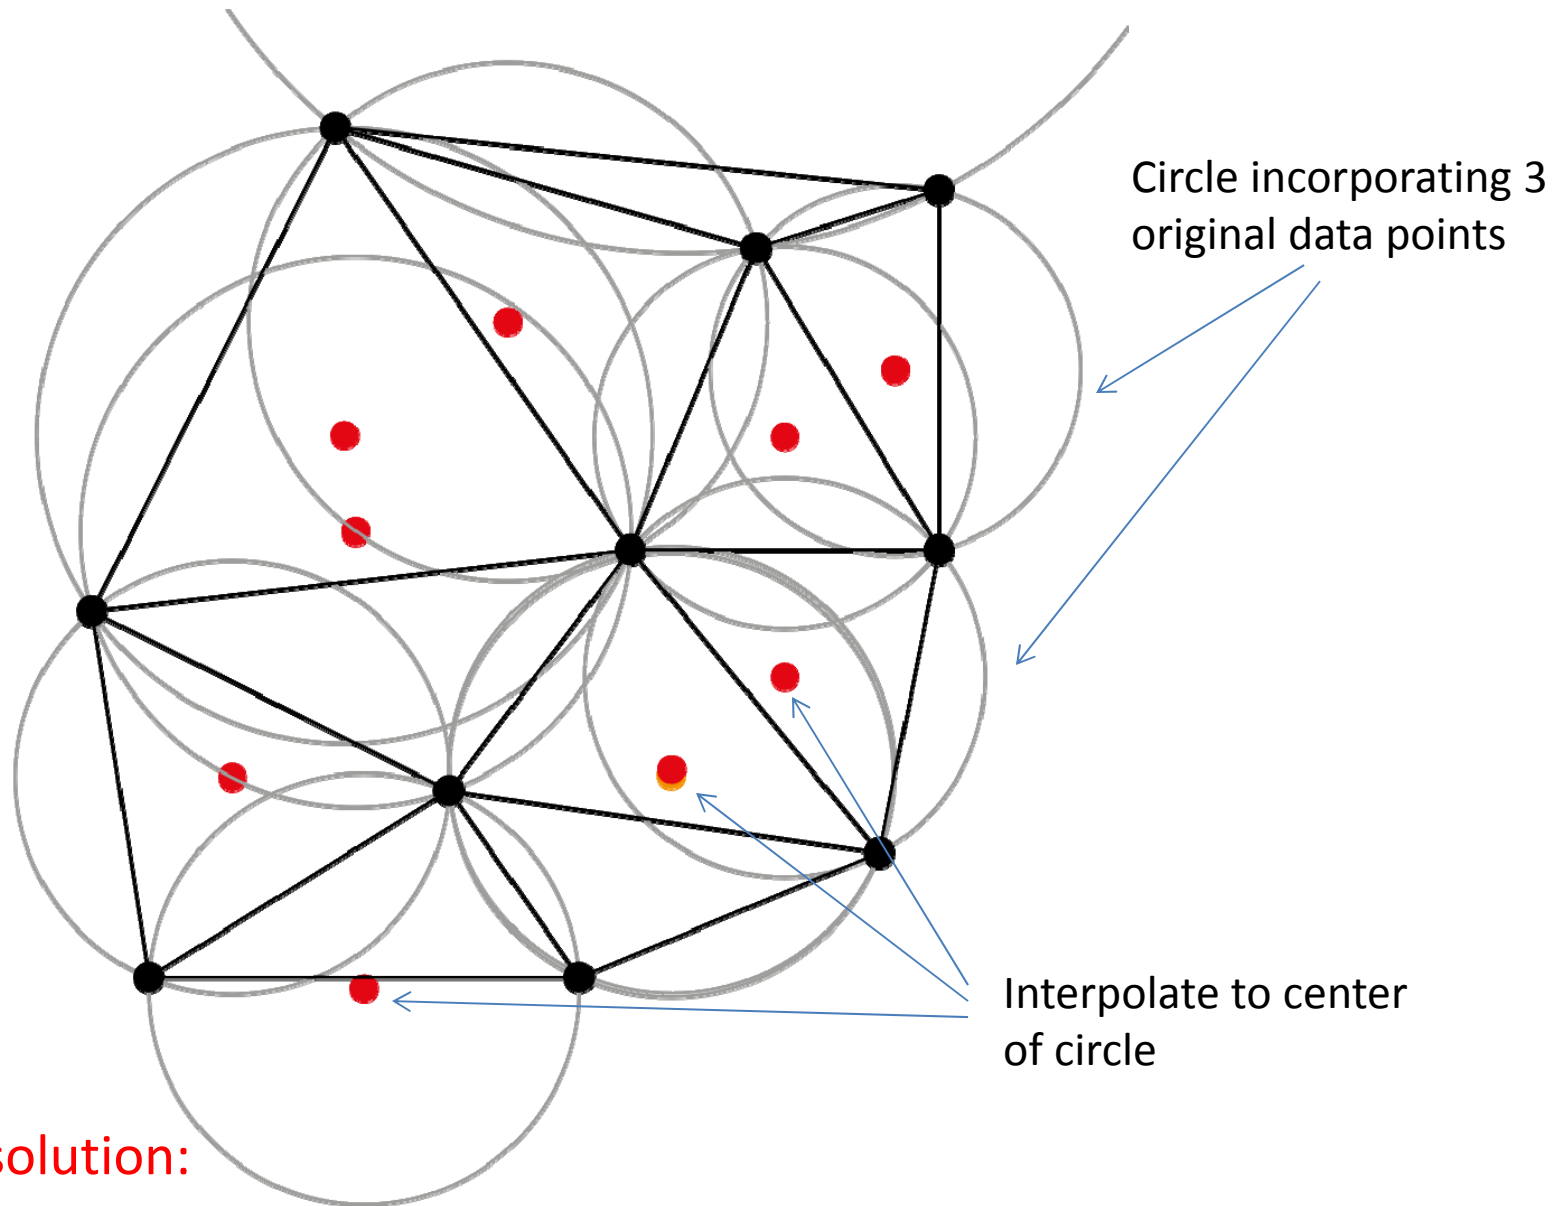 Circle incorporating 3
original data points
Interpolate to center
of circle
solution: